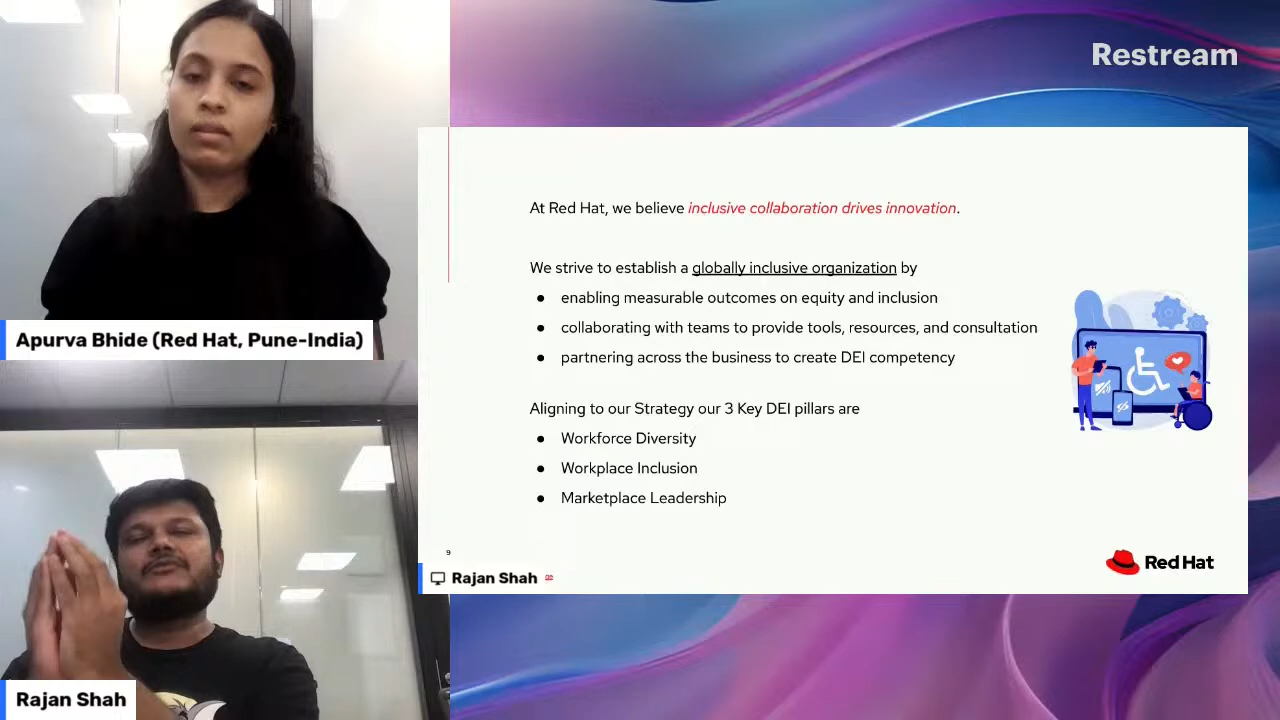 Restream
Apurva Bhide (Red Hat, Pune-India)
At Red Hat, we believe inclusive collaboration drives innovation.
We strive to establish a globally inclusive organization by
● enabling measurable outcomes on equity and inclusion
● collaborating with teams to provide tools, resources, and consultation
● partnering across the business to create DEI competency
Aligning to our Strategy our 3 Key DEI pillars are
● Workforce Diversity
● Workplace Inclusion
● Marketplace Leadership
9
Red Hat
Rajan Shah
Rajan Shah